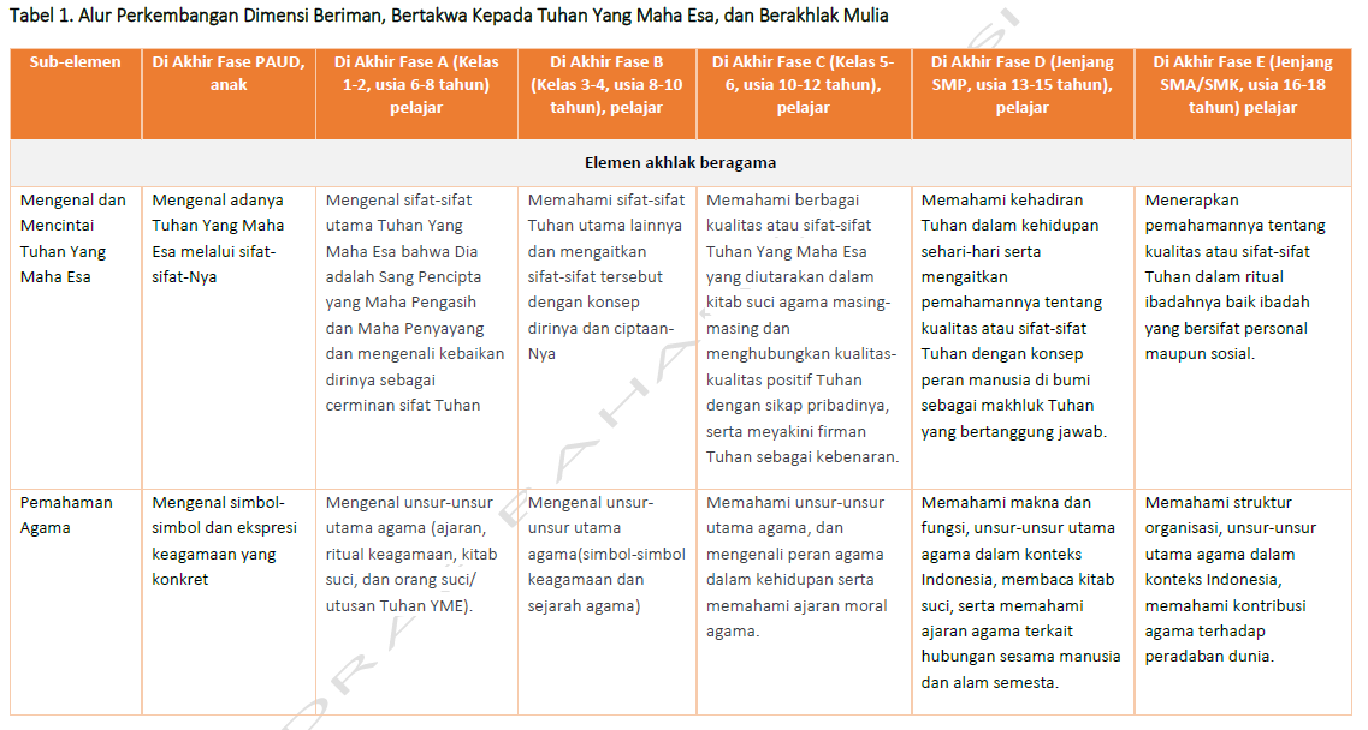 Tabel 1. Alur Perkembangan Dimensi Beriman, Bertakwa Kepada Tuhan Yang Maha Esa, dan Berakhlak Mulia
Sub-elemen
Di Akhir Fase PAUD,
anak
Di Akhir Fase A (Kelas
1-2, usia 6-8 tahun)
pelajar
Di Akhir Fase B
(Kelas 3-4, usia 8-10
tahun), pelajar
Di Akhir Fase C (Kelas 5-
6, usia 10-12 tahun),
pelajar
Di Akhir Fase D (Jenjang
SMP, usia 13-15 tahun),
pelajar
Di Akhir Fase E (Jenjang
SMA/SMK, usia 16-18
tahun) pelajar
Elemen akhlak beragama
Mengenal dan
Mencintai
Tuhan Yang
Maha Esa
Mengenal adanya
Tuhan Yang Maha
Esa melalui sifat-
sifat-Nya
Mengenal sifat-sifat
utama Tuhan Yang
Maha Esa bahwa Dia
adalah Sang Pencipta
yang Maha Pengasih
dan Maha Penyayang
dan mengenali kebaikan
dirinya sebagai
cerminan sifat Tuhan
Memahami sifat-sifat
Tuhan utama lainnya
dan mengaitkan
sifat-sifat tersebut
dengan konsep
dirinya dan ciptaan-
Nya
Memahami berbagai
kualitas atau sifat-sifat
Tuhan Yang Maha Esa
yang diutarakan dalam
kitab suci agama masing-
masing dan
menghubungkan kualitas-
kualitas positif Tuhan
dengan sikap pribadinya,
serta meyakini firman
Tuhan sebagai kebenaran.
Memahami kehadiran
Tuhan dalam kehidupan
sehari-hari serta
mengaitkan
pemahamannya tentang
kualitas atau sifat-sifat
Tuhan dengan konsep
peran manusia di bumi
sebagai makhluk Tuhan
yang bertanggung jawab.
Menerapkan
pemahamannya tentang
kualitas atau sifat-sifat
Tuhan dalam ritual
ibadahnya baik ibadah
yang bersifat personal
maupun sosial.
Pemahaman
Agama
Mengenal simbol-
simbol dan ekspresi
keagamaan yang
konkret
Mengenal unsur-unsur
utama agama (ajaran,
ritual keagamaan, kitab
suci, dan orang suci/
utusan Tuhan YME).
Mengenal unsur-
unsur utama
agama(simbol-simbol
keagamaan dan
sejarah agama)
Memahami unsur-unsur
utama agama, dan
mengenali peran agama
dalam kehidupan serta
memahami ajaran moral
agama.
Memahami makna dan
fungsi, unsur-unsur utama
agama dalam konteks
Indonesia, membaca kitab
suci, serta memahami
ajaran agama terkait
hubungan sesama manusia
dan alam semesta.
Memahami struktur
organisasi, unsur-unsur
utama agama dalam
konteks Indonesia,
memahami kontribusi
agama terhadap
peradaban dunia.